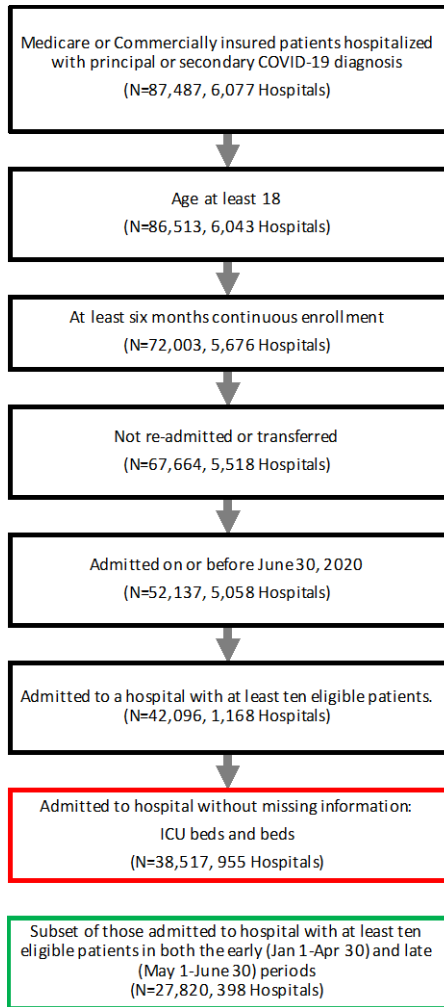 Medicare or Commercially insured patients hospitalized
with principal or secondary COVID-19 diagnosis
(N=87,487, 6,077 Hospitals)
Age at least 18
(N=86,513, 6,043 Hospitals)
At least six months continuous enrollment
(N=72,003, 5,676 Hospitals)
Not re-admitted or transferred
(N=67,664, 5,518 Hospitals)
Admitted on or before June 30, 2020
(N=52,137, 5,058 Hospitals)
Admitted to a hospital with at least ten eligible patients.
(N=42,096, 1,168 Hospitals)
Admitted to hospital without missing information:
ICU beds and beds
(N=38,517, 955 Hospitals)
Subset of those admitted to hospital with at least ten
eligible patients in both the early (Jan 1-Apr 30) and late
(May 1-June 30) periods
(N=27,820, 398 Hospitals)